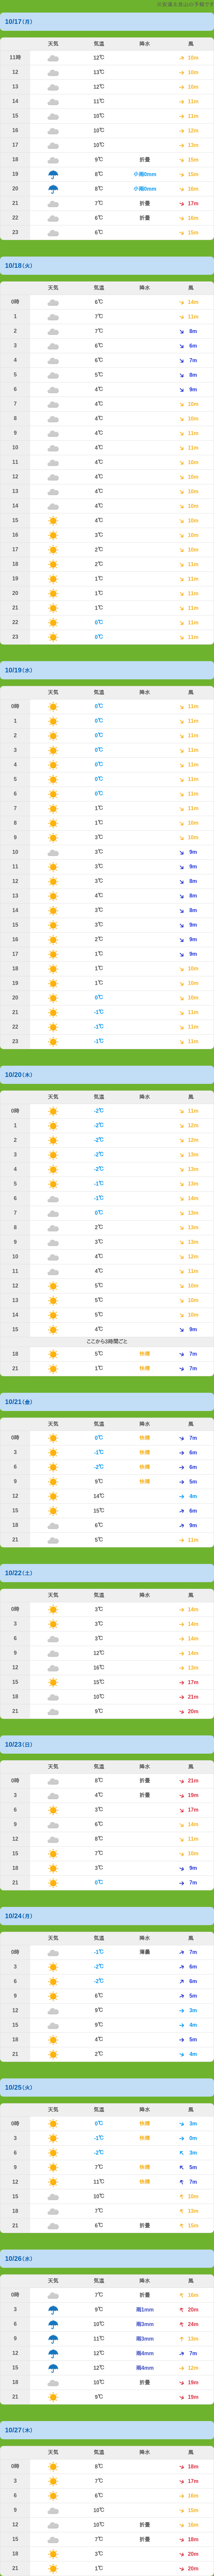 10/17(月)
天気 気温 降水 風
11時 12℃ 10m
12 13℃ 10m
13 12℃ 10m
14 11℃ 11m
15 10℃ 11m
16 10℃ 12m
17 10℃ 13m
18 9℃ 折畳 15m
19 8℃ 小雨0mm 15m
20 8℃ 小雨0mm 16m
21 7℃ 折畳 17m
22 6℃ 折畳 16m
23 6℃ 15m
10/18(火)
天気 気温 降水 風
0時 6℃ 14m
1 7℃ 11m
2 7℃ 8m
3 6℃ 6m
4 6℃ 7m
5 5℃ 8m
6 4℃ 9m
7 4℃ 10m
8 4℃ 10m
9 4℃ 11m
10 4℃ 11m
11 4℃ 10m
12 4℃ 10m
13 4℃ 10m
14 4℃ 10m
15 4℃ 10m
16 3℃ 10m
17 2℃ 10m
18 2℃ 11m
19 1℃ 11m
20 1℃ 11m
21 1℃ 11m
22 0℃ 11m
23 0℃ 11m
10/19(水)
天気 気温 降水 風
0時 0℃ 11m
1 0℃ 11m
2 0℃ 11m
3 0℃ 11m
4 0℃ 11m
5 0℃ 11m
6 0℃ 11m
7 1℃ 11m
8 1℃ 10m
9 3℃ 10m
10 3℃ 9m
11 3℃ 9m
12 3℃ 8m
13 3℃ 8m
14 3℃ 8m
15 3℃ 9m
16 2℃ 9m
17 1℃ 9m
18 1℃ 10m
19 1℃ 10m
20 0℃ 10m
21 -1℃ 11m
22 -1℃ 11m
23 -1℃ 11m
10/20(木)
天気 気温 降水 風
0時 -2℃ 11m
1 -2℃ 12m
2 -2℃ 12m
3 -2℃ 13m
4 -2℃ 13m
5 -1℃ 13m
6 -1℃ 14m
7 0℃ 13m
8 2℃ 13m
9 3℃ 13m
10 4℃ 12m
11 4℃ 11m
12 5℃ 10m
13 5℃ 10m
14 5℃ 10m
15 4℃ 9m
ここから3時間ごと
18 5℃ 快晴 7m
21 1℃ 快晴 7m
10/21(金)
天気 気温 降水 風
0時 0℃ 快晴 7m
3 -1℃ 快晴 6m
6 -2℃ 快晴 6m
9 9℃ 快晴 5m
12 14℃ 4m
15 15℃ 6m
18 6℃ 9m
21 5℃ 11m
10/22(土)
天気 気温 降水 風
0時 3℃ 14m
3 3℃ 14m
6 3℃ 14m
9 12℃ 14m
12 16℃ 13m
15 15℃ 17m
18 10℃ 21m
21 9℃ 20m
10/23(日)
天気 気温 降水 風
0時 8℃ 折畳 21m
3 4℃ 折畳 19m
6 3℃ 17m
9 6℃ 14m
12 8℃ 11m
15 7℃ 10m
18 3℃ 9m
21 0℃ 7m
10/24(月)
天気 気温 降水 風
0時 -1℃ 薄曇 7m
3 -2℃ 6m
6 -2℃ 6m
9 6℃ 5m
12 9℃ 3m
15 9℃ 4m
18 4℃ 5m
21 2℃ 4m
10/25(火)
天気 気温 降水 風
0時 0℃ 快晴 3m
3 -1℃ 快晴 0m
6 -2℃ 3m
9 7℃ 快晴 5m
12 11℃ 快晴 7m
15 10℃ 10m
18 7℃ 13m
21 6℃ 折畳 15m
10/26(水)
天気 気温 降水 風
0時 7℃ 折畳 16m
3 9℃ 雨1mm 20m
6 10℃ 雨3mm 24m
9 11℃ 雨3mm 13m
12 12℃ 雨4mm 7m
15 12℃ 雨4mm 12m
18 10℃ 折畳 19m
21 9℃ 19m
10/27(木)
天気 気温 降水 風
0時 8℃ 18m
3 7℃ 17m
6 6℃ 16m
9 10℃ 15m
12 10℃ 折畳 16m
15 7℃ 折畳 18m
18 3℃ 20m
21 1℃ 20m